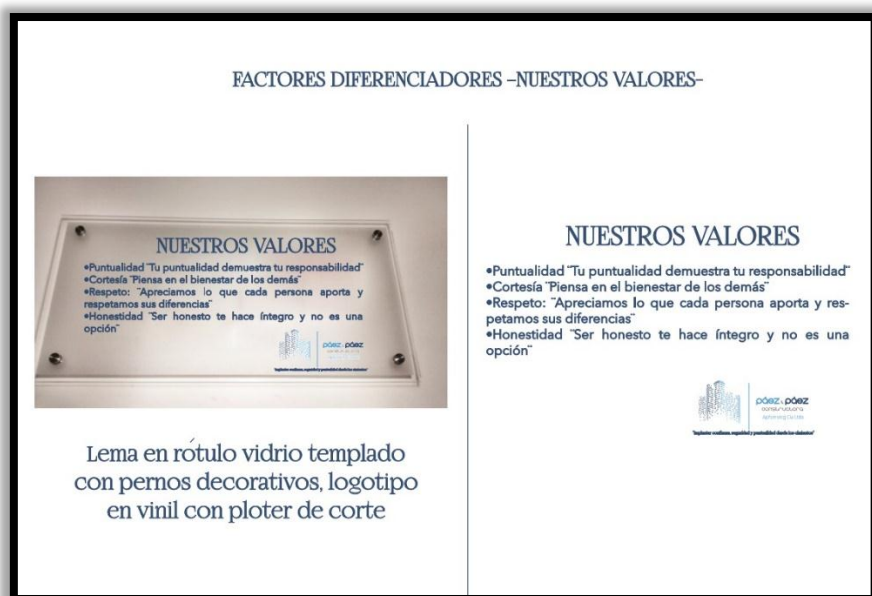 FACTORES DIFERENCIADORES –NUESTROS VALORES–
NUESTROS VALORES
•Puntualidad ¨Tu puntualidad demuestra tu responsabilidad¨
•Cortesía ¨Piensa en el bienestar de los demás¨
•Respeto: ¨Apreciamos lo que cada persona aporta y
respetamos sus diferencias¨
•Honestidad ¨Ser honesto te hace íntegro y no es una
opción¨
páez & páez
constructora
Lema en rótulo vidrio templado
con pernos decorativos, logotipo
en vinil con ploter de corte
NUESTROS VALORES
•Puntualidad ¨Tu puntualidad demuestra tu responsabilidad¨
•Cortesía ¨Piensa en el bienestar de los demás¨
•Respeto: ¨Apreciamos lo que cada persona aporta y res-
petamos sus diferencias¨
•Honestidad ¨Ser honesto te hace íntegro y no es una
opción¨
páez & páez
constructora